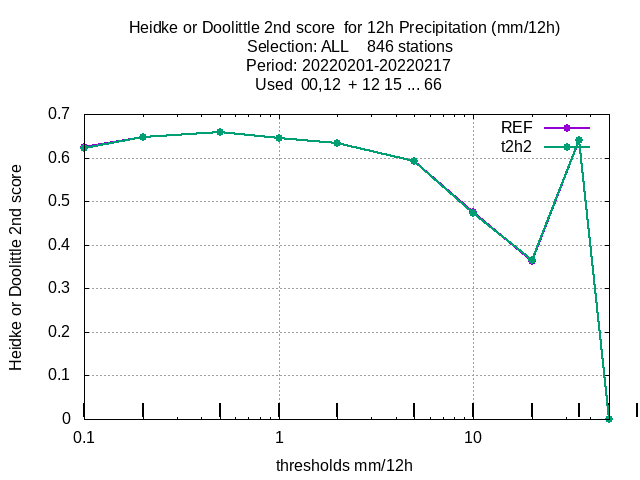 Heidke or Doolittle 2nd score  for 12h Precipitation (mm/12h)
Selection: ALL    846 stations
Period: 20220201-20220217
Used  00,12  + 12 15 ... 66
REF
t2h2
0.7
0.6
0.5
0.4
0.3
0.2
0.1
0
Heidke or Doolittle 2nd score
0.1
1
10
thresholds mm/12h